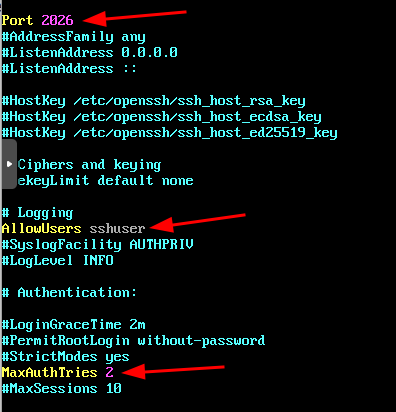 Port 2026
#AddressFamily any
#ListenAddress 0.0.0.0
#ListenAddress ::
#HostKey /etc/openssh/ssh_host_rsa_key
#HostKey /etc/openssh/ssh_host_ecdsa_key
#HostKey /etc/openssh/ssh_host_ed25519_key
Ciphers and keying
ekeyLimit default none
# Logging
AllowUsers sshuser
#SyslogFacility AUTHPRIV
#LogLevel INFO
# Authentication:
#LoginGraceTime 2m
#PermitRootLogin without-password
#StrictModes yes
MaxAuthTries 2
#MaxSessions 10